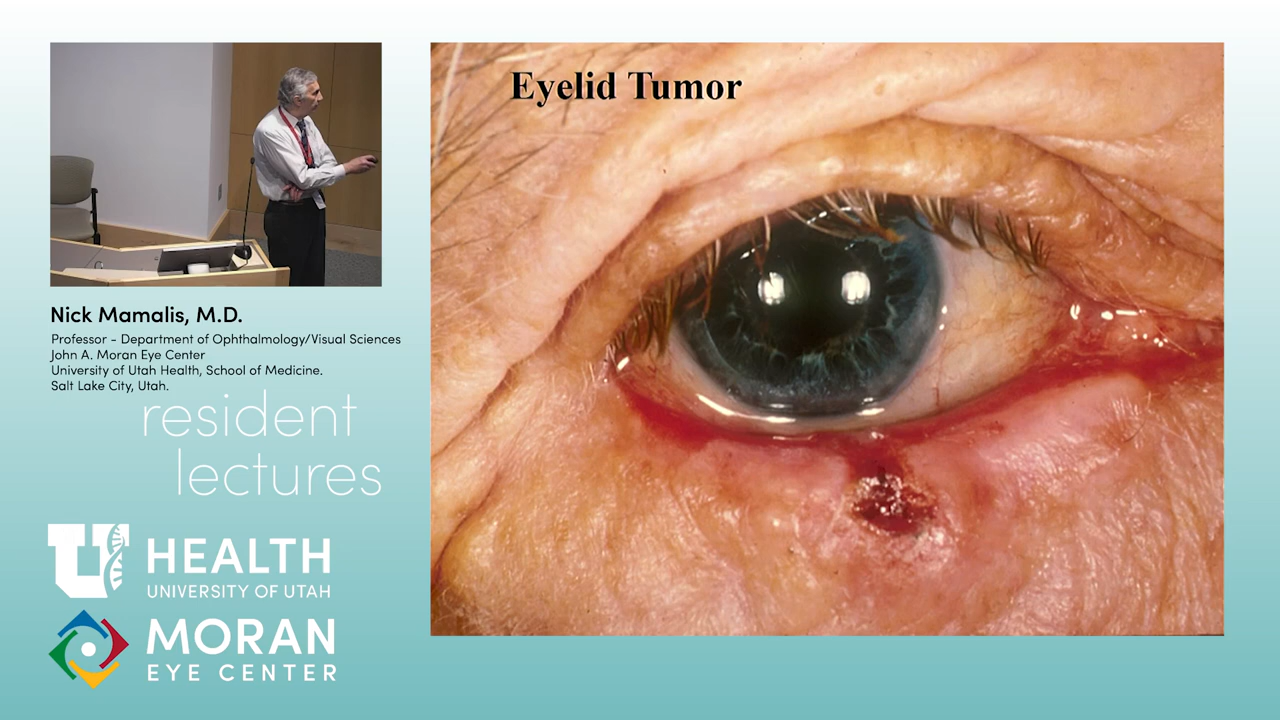 Eyelid Tumor
Nick Mamalis, M.D.
Professor - Department of Ophthalmology/Visual Sciences
John A. Moran Eye Center
University of Utah Health, School of Medicine.
Salt Lake City, Utah.
resident
lectures
U HEALTH
UNIVERSITY OF UTAH
MORAN
EYE CENTER